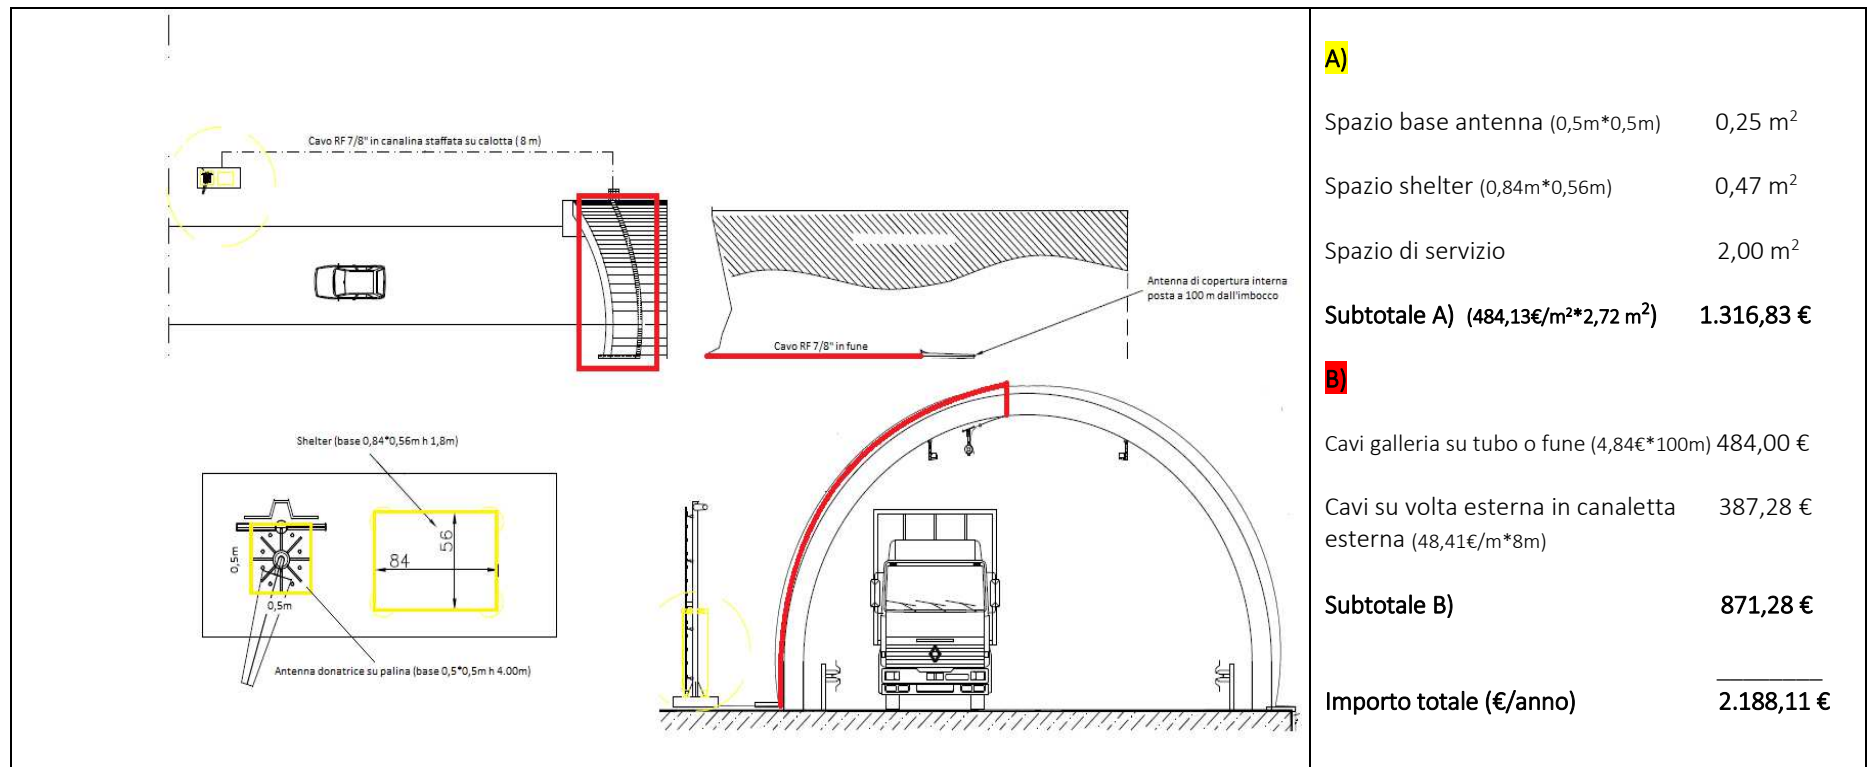 Cavo RF 7/8" in canalina staffata su calotta ( 8 m)
Antenna di copertura interna
posta a 100 m dall'imbocco
Cavo RF 7/8" in fune
Shelter (base 0,84*0,56m h 1,8m)
0,5m
0,5m
84
56
Antenna donatrice su palina (base 0,5*0,5m h 4.00m)
A)
Spazio base antenna (0,5m*0,5m) 0,25 m²
Spazio shelter (0,84m*0,56m) 0,47 m²
Spazio di servizio 2,00 m²
Subtotale A) (484,13€/m²*2,72 m²) 1.316,83 €
B)
Cavi galleria su tubo o fune (4,84€*100m) 484,00 €
Cavi su volta esterna in canaletta 387,28 €
esterna (48,41€/m*8m)
Subtotale B) 871,28 €
Importo totale (€/anno) 2.188,11 €